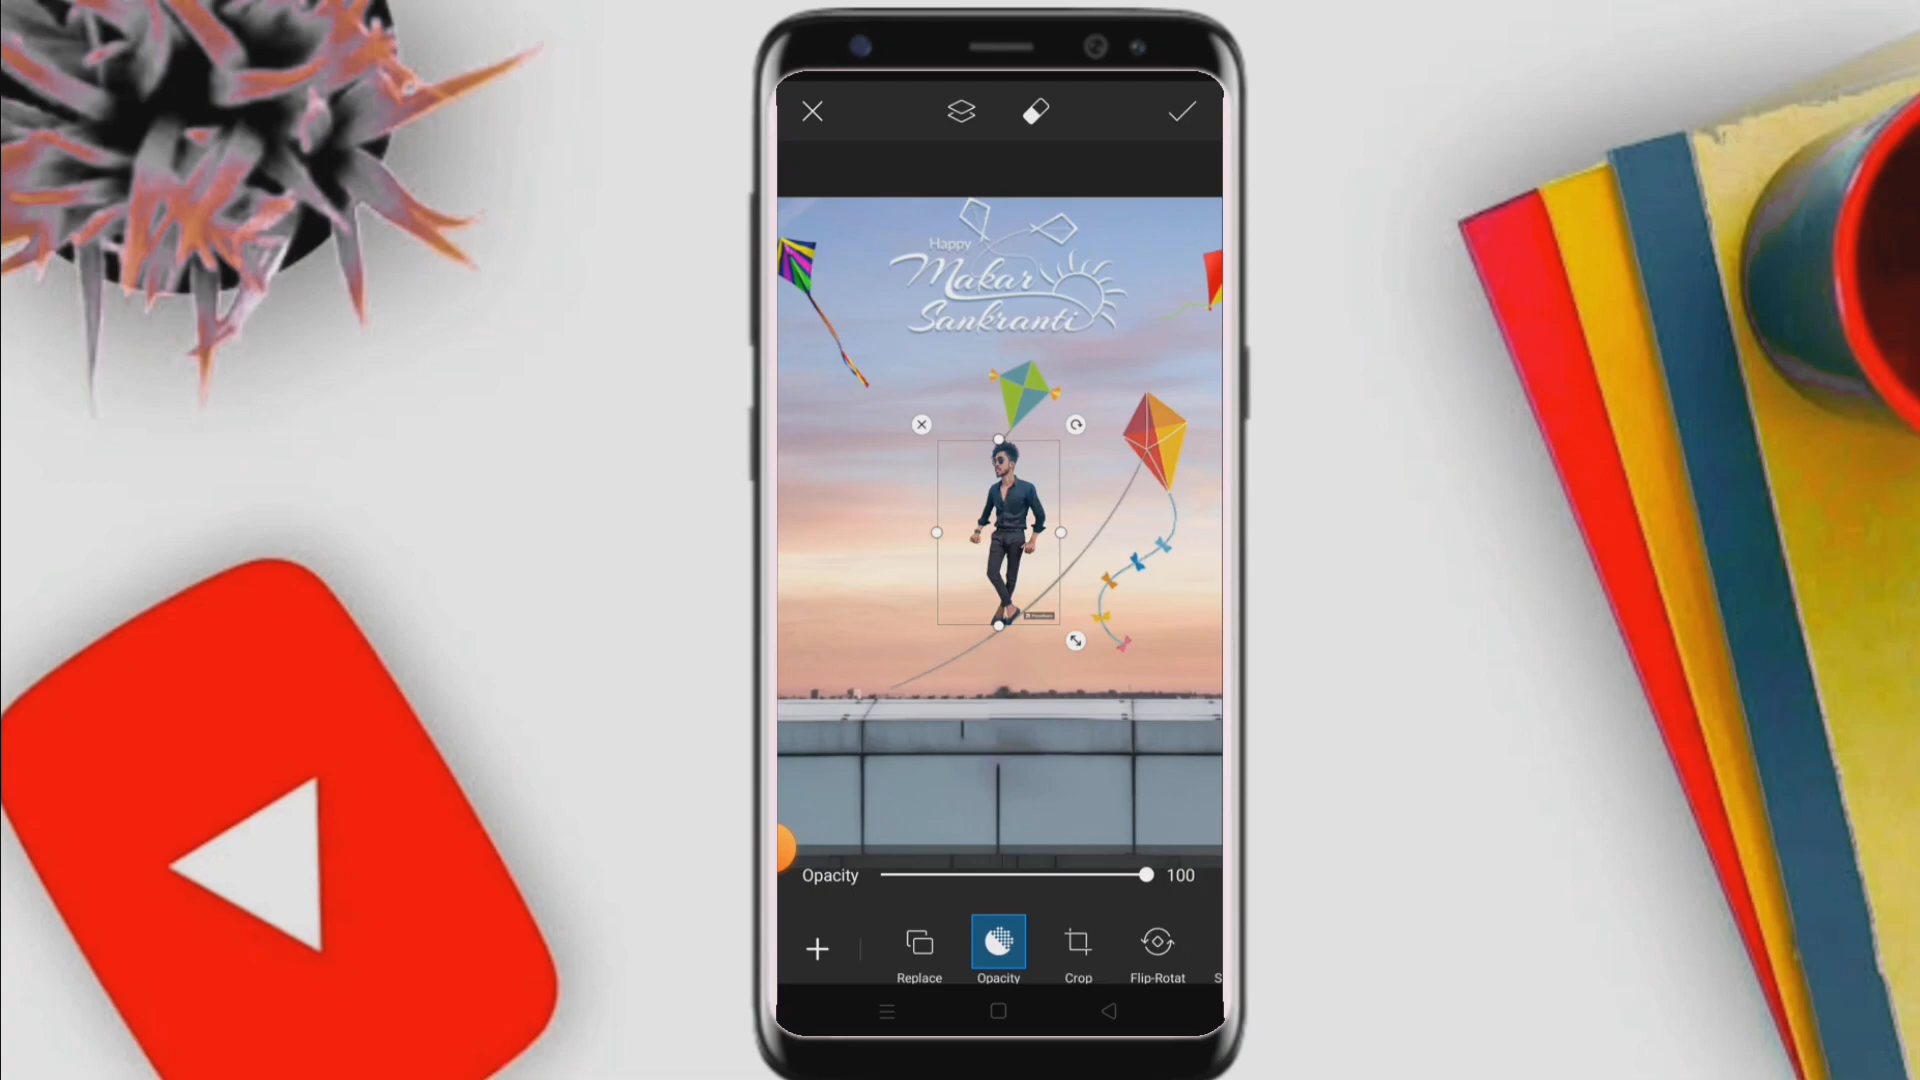 Happy
Makar
Sankranti
Opacity 100
Replace Opacity Crop Flip-Rotat S